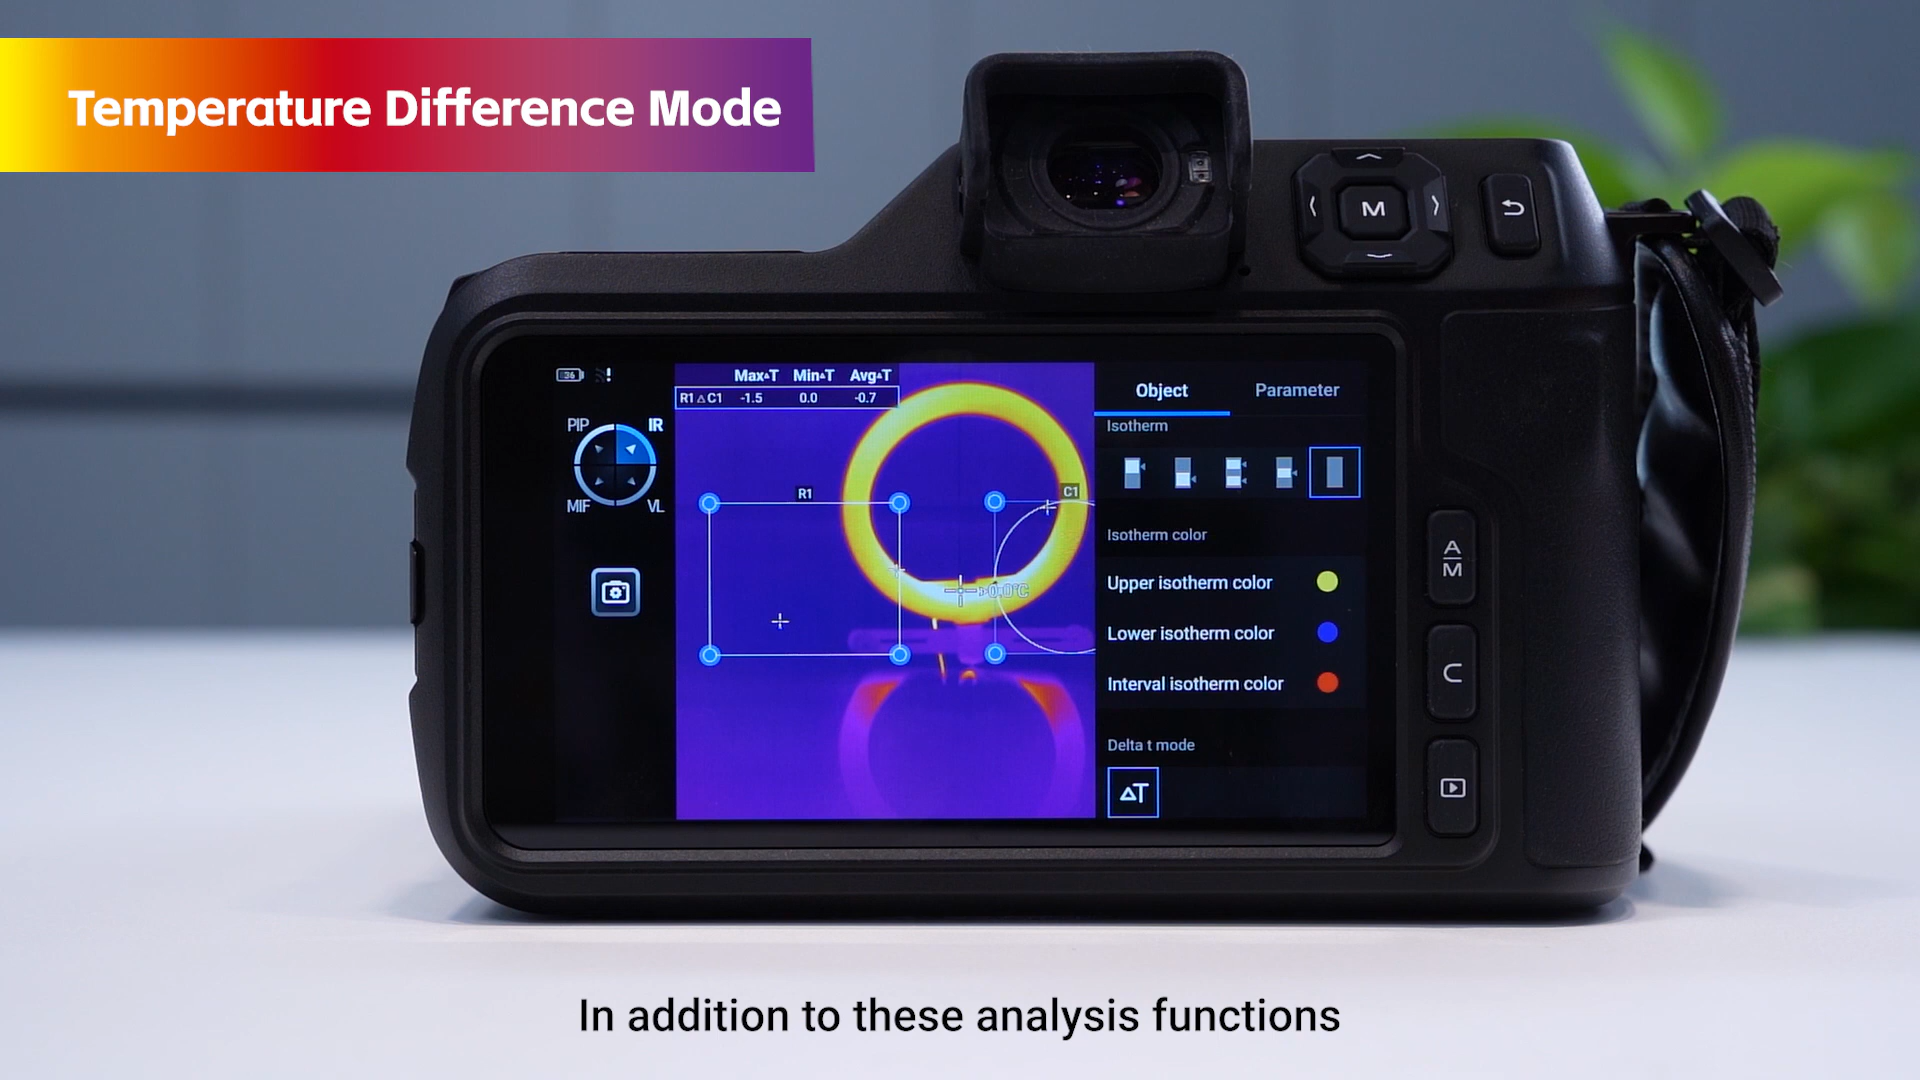 Temperature Difference Mode
M
36
Max▵T Min▵T Avg▵T
R1 △ C1 -1.5 0.0 -0.7
PIP IR
MIF VL
R1
C1
Object Parameter
Isotherm
Isotherm color
Upper isotherm color
Lower isotherm color
Interval isotherm color
Delta t mode
ΔT
A
M
C
In addition to these analysis functions